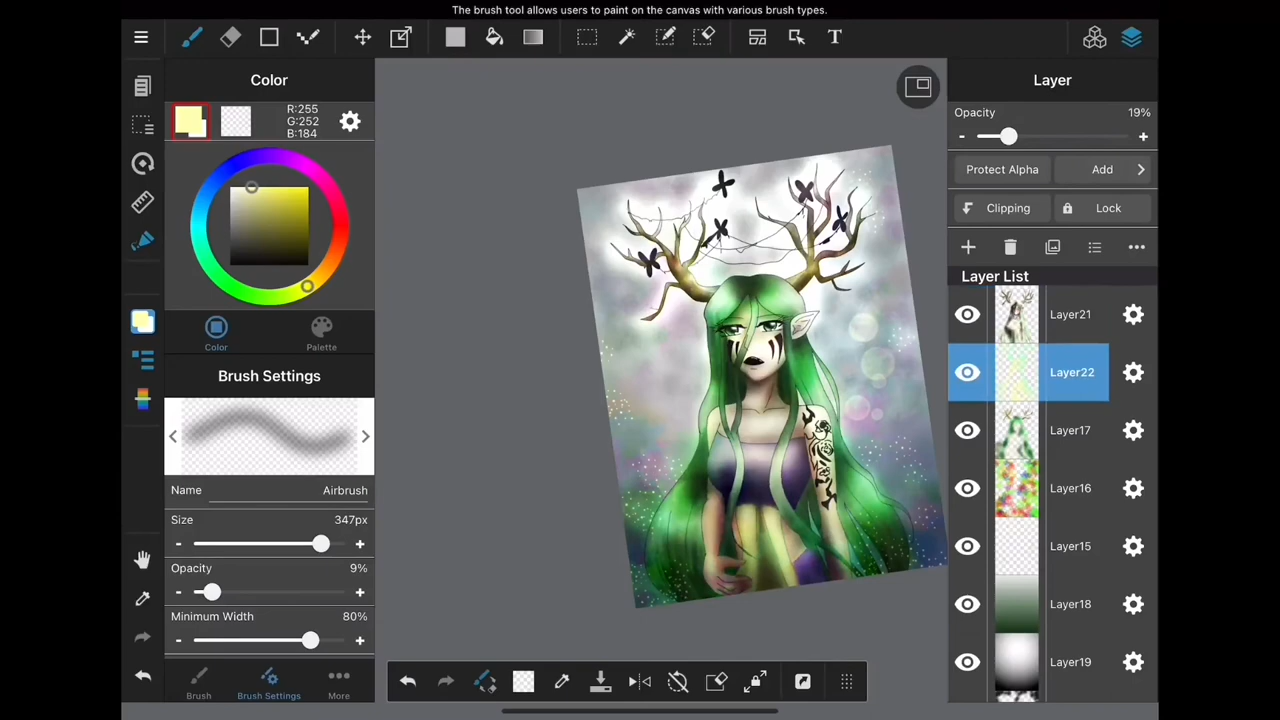 The brush tool allows users to paint on the canvas with various brush types.
T
Color
R:255
G:252
B:184
Color
Palette
Brush Settings
Name Airbrush
Size 347px
- +
Opacity 9%
- +
Minimum Width 80%
- +
Brush
Brush Settings
More
Layer
Opacity 19%
- +
Protect Alpha
Add
Clipping
Lock
Layer List
Layer21
Layer22
Layer17
Layer16
Layer15
Layer18
Layer19